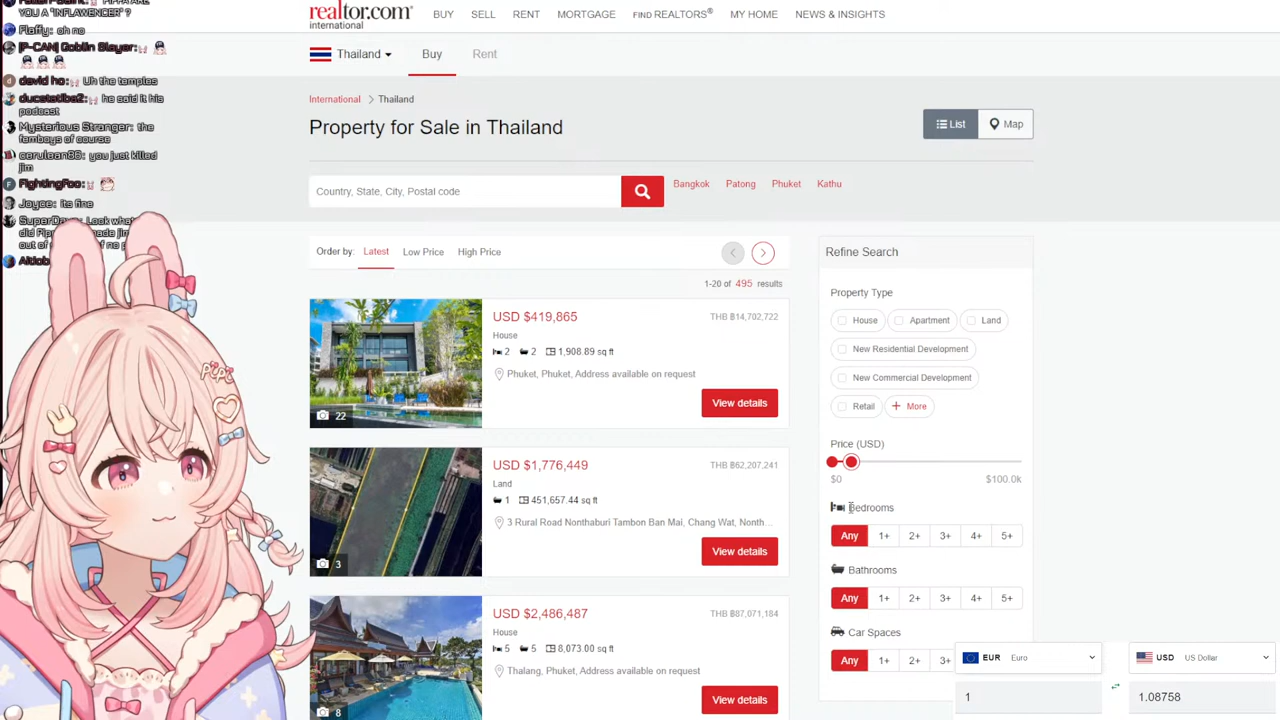 YOU A "INFLAWENCER" ?
Flaffy: oh no
[P-CAN] Goblin Slayer:
david ho: Uh the temples
he said it his
podcast
Mysterious Stranger: the
femboys of course
cerulean88: you just killed
jim
FightingFoo:
Joyce: its fine
realtor.com®
international
BUY SELL RENT MORTGAGE FIND REALTORS® MY HOME NEWS & INSIGHTS
Thailand Buy Rent
International > Thailand
Property for Sale in Thailand
List Map
Country, State, City, Postal code
Bangkok Patong Phuket Kathu
Order by: Latest Low Price High Price
1-20 of 495 results
USD $419,865 THB ฿14,702,722
House
2 2 1,908.89 sq ft
Phuket, Phuket, Address available on request
View details
22
USD $1,776,449 THB ฿62,207,241
Land
1 451,657.44 sq ft
3 Rural Road Nonthaburi Tambon Ban Mai, Chang Wat, Nonth...
View details
3
USD $2,486,487 THB ฿87,071,184
House
5 5 8,073.00 sq ft
Thalang, Phuket, Address available on request
View details
8
Refine Search
Property Type
House Apartment Land
New Residential Development
New Commercial Development
Retail + More
Price (USD)
$0 $100.0k
Bedrooms
Any 1+ 2+ 3+ 4+ 5+
Bathrooms
Any 1+ 2+ 3+ 4+ 5+
Car Spaces
Any 1+ 2+ 3+
EUR Euro USD US Dollar
1 1.08758
PiPi